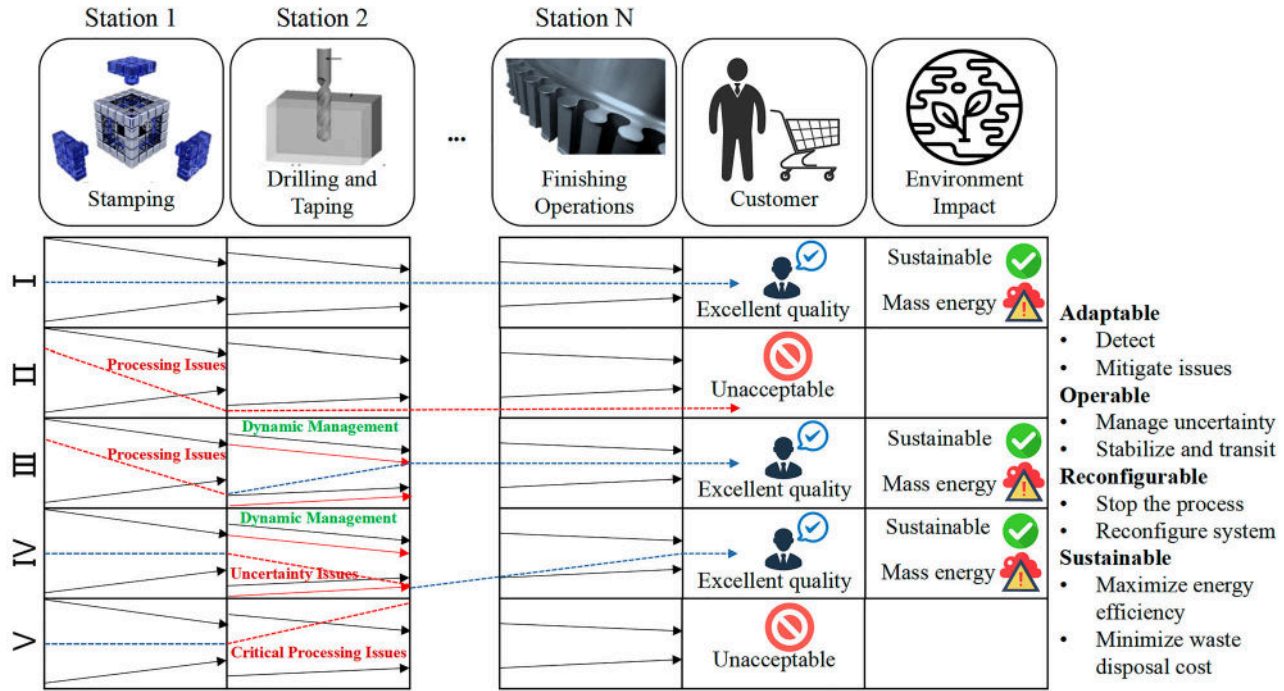 Station 1
Station 2
Station N
Stamping
Drilling and
Taping
...
Finishing
Operations
Customer
Environment
Impact
I
Excellent quality
Sustainable
Mass energy
II
Processing Issues
Unacceptable
III
Processing Issues
Dynamic Management
Excellent quality
Sustainable
Mass energy
IV
Dynamic Management
Uncertainty Issues
Excellent quality
Sustainable
Mass energy
V
Critical Processing Issues
Unacceptable
Adaptable
• Detect
• Mitigate issues
Operable
• Manage uncertainty
• Stabilize and transit
Reconfigurable
• Stop the process
• Reconfigure system
Sustainable
• Maximize energy
efficiency
• Minimize waste
disposal cost